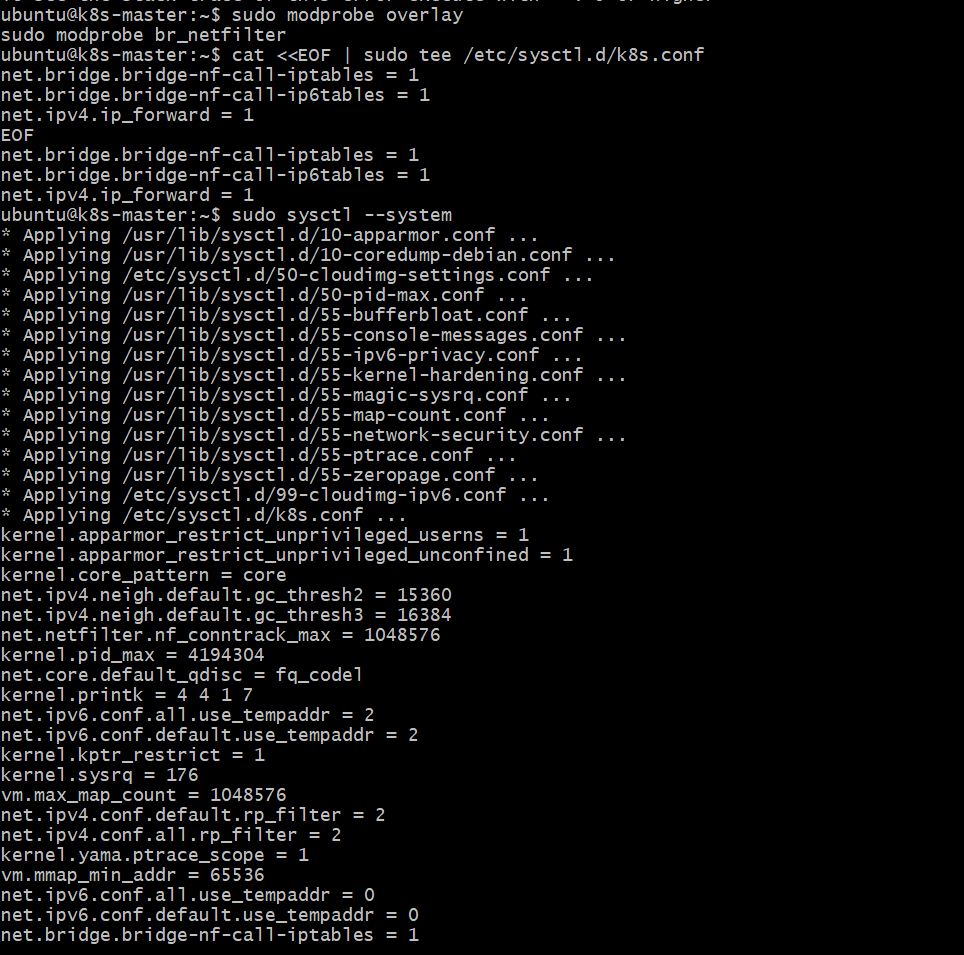 ubuntu@k8s-master:~$ sudo modprobe overlay
sudo modprobe br_netfilter
ubuntu@k8s-master:~$ cat <<EOF | sudo tee /etc/sysctl.d/k8s.conf
net.bridge.bridge-nf-call-iptables = 1
net.bridge.bridge-nf-call-ip6tables = 1
net.ipv4.ip_forward = 1
EOF
net.bridge.bridge-nf-call-iptables = 1
net.bridge.bridge-nf-call-ip6tables = 1
net.ipv4.ip_forward = 1
ubuntu@k8s-master:~$ sudo sysctl --system
* Applying /usr/lib/sysctl.d/10-apparmor.conf ...
* Applying /usr/lib/sysctl.d/10-coredump-debian.conf ...
* Applying /etc/sysctl.d/50-cloudimg-settings.conf ...
* Applying /usr/lib/sysctl.d/50-pid-max.conf ...
* Applying /usr/lib/sysctl.d/55-bufferbloat.conf ...
* Applying /usr/lib/sysctl.d/55-console-messages.conf ...
* Applying /usr/lib/sysctl.d/55-ipv6-privacy.conf ...
* Applying /usr/lib/sysctl.d/55-kernel-hardening.conf ...
* Applying /usr/lib/sysctl.d/55-magic-sysrq.conf ...
* Applying /usr/lib/sysctl.d/55-map-count.conf ...
* Applying /usr/lib/sysctl.d/55-network-security.conf ...
* Applying /usr/lib/sysctl.d/55-ptrace.conf ...
* Applying /usr/lib/sysctl.d/55-zeropage.conf ...
* Applying /etc/sysctl.d/99-cloudimg-ipv6.conf ...
* Applying /etc/sysctl.d/k8s.conf ...
kernel.apparmor_restrict_unprivileged_userns = 1
kernel.apparmor_restrict_unprivileged_unconfined = 1
kernel.core_pattern = core
net.ipv4.neigh.default.gc_thresh2 = 15360
net.ipv4.neigh.default.gc_thresh3 = 16384
net.netfilter.nf_conntrack_max = 1048576
kernel.pid_max = 4194304
net.core.default_qdisc = fq_codel
kernel.printk = 4 4 1 7
net.ipv6.conf.all.use_tempaddr = 2
net.ipv6.conf.default.use_tempaddr = 2
kernel.kptr_restrict = 1
kernel.sysrq = 176
vm.max_map_count = 1048576
net.ipv4.conf.default.rp_filter = 2
net.ipv4.conf.all.rp_filter = 2
kernel.yama.ptrace_scope = 1
vm.mmap_min_addr = 65536
net.ipv6.conf.all.use_tempaddr = 0
net.ipv6.conf.default.use_tempaddr = 0
net.bridge.bridge-nf-call-iptables = 1